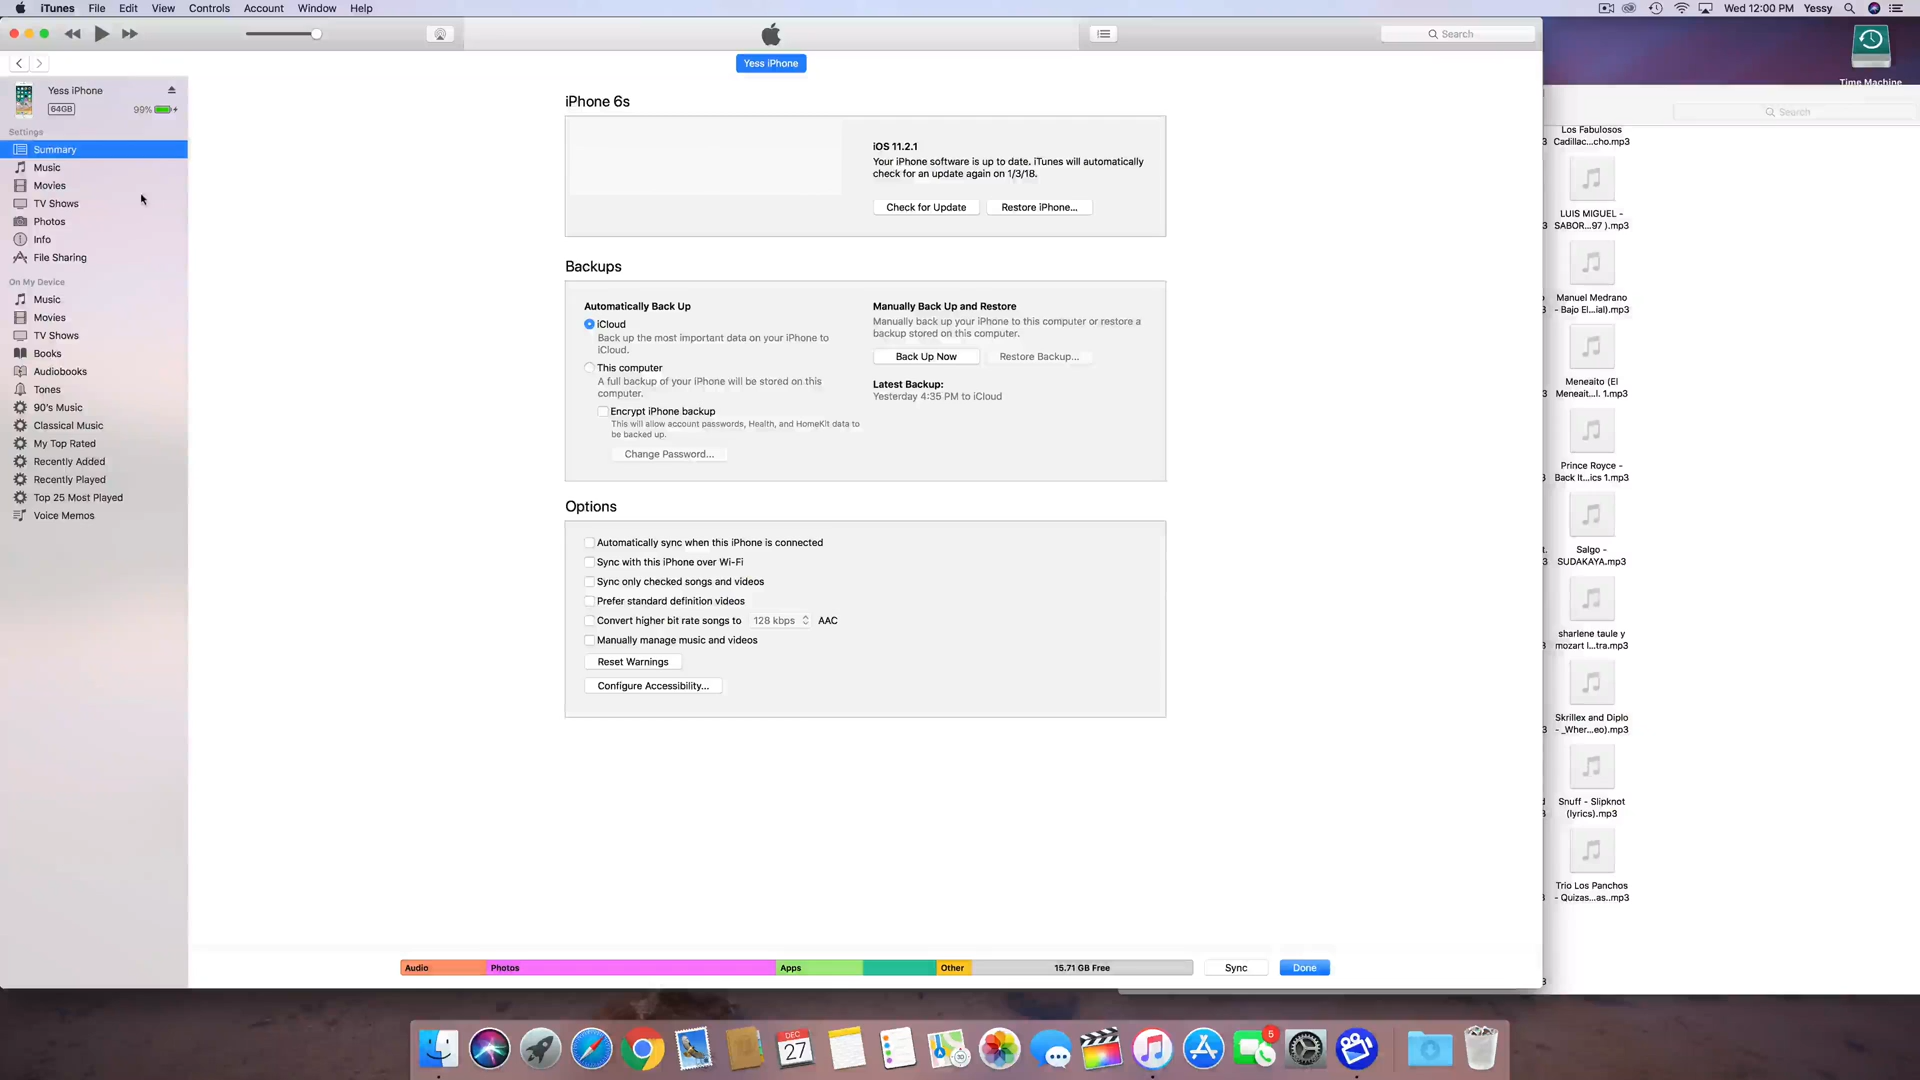 iTunes File Edit View Controls Account Window Help
Wed 12:00 PM Yessy
Search
Yess iPhone
Yess iPhone
64GB 99%
Settings
Summary
Music
Movies
TV Shows
Photos
Info
File Sharing
On My Device
Music
Movies
TV Shows
Books
Audiobooks
Tones
90's Music
Classical Music
My Top Rated
Recently Added
Recently Played
Top 25 Most Played
Voice Memos
iPhone 6s
iOS 11.2.1
Your iPhone software is up to date. iTunes will automatically
check for an update again on 1/3/18.
Check for Update Restore iPhone...
Backups
Automatically Back Up
iCloud
Back up the most important data on your iPhone to
iCloud.
This computer
A full backup of your iPhone will be stored on this
computer.
Encrypt iPhone backup
This will allow account passwords, Health, and HomeKit data to
be backed up.
Change Password...
Manually Back Up and Restore
Manually back up your iPhone to this computer or restore a
backup stored on this computer.
Back Up Now Restore Backup...
Latest Backup:
Yesterday 4:35 PM to iCloud
Options
Automatically sync when this iPhone is connected
Sync with this iPhone over Wi-Fi
Sync only checked songs and videos
Prefer standard definition videos
Convert higher bit rate songs to 128 kbps AAC
Manually manage music and videos
Reset Warnings
Configure Accessibility...
Audio Photos Apps Other 15.71 GB Free Sync Done
Time Machine
Search
Los Fabulosos
Cadillac...cho.mp3
LUIS MIGUEL -
SABOR...97 ).mp3
Manuel Medrano
- Bajo El...ial).mp3
Meneaito (El
Meneait...l. 1.mp3
Prince Royce -
Back It...ics 1.mp3
Salgo -
SUDAKAYA.mp3
sharlene taule y
mozart l...tra.mp3
Skrillex and Diplo
- _Wher...eo).mp3
Snuff - Slipknot
(lyrics).mp3
Trio Los Panchos
- Quizas...as..mp3
DEC
27
5